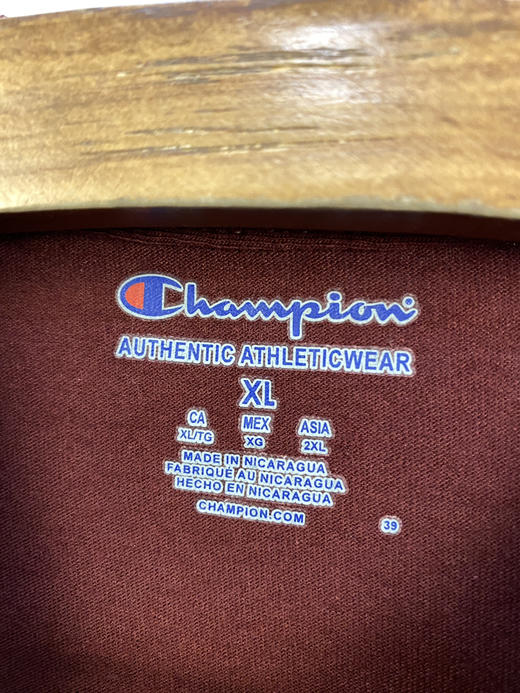 Champion
AUTHENTIC ATHLETICWEAR
XL
CA MEX ASIA
XL/TG XG 2XL
MADE IN NICARAGUA
FABRIQUÉ AU NICARAGUA
HECHO EN NICARAGUA
CHAMPION.COM
39